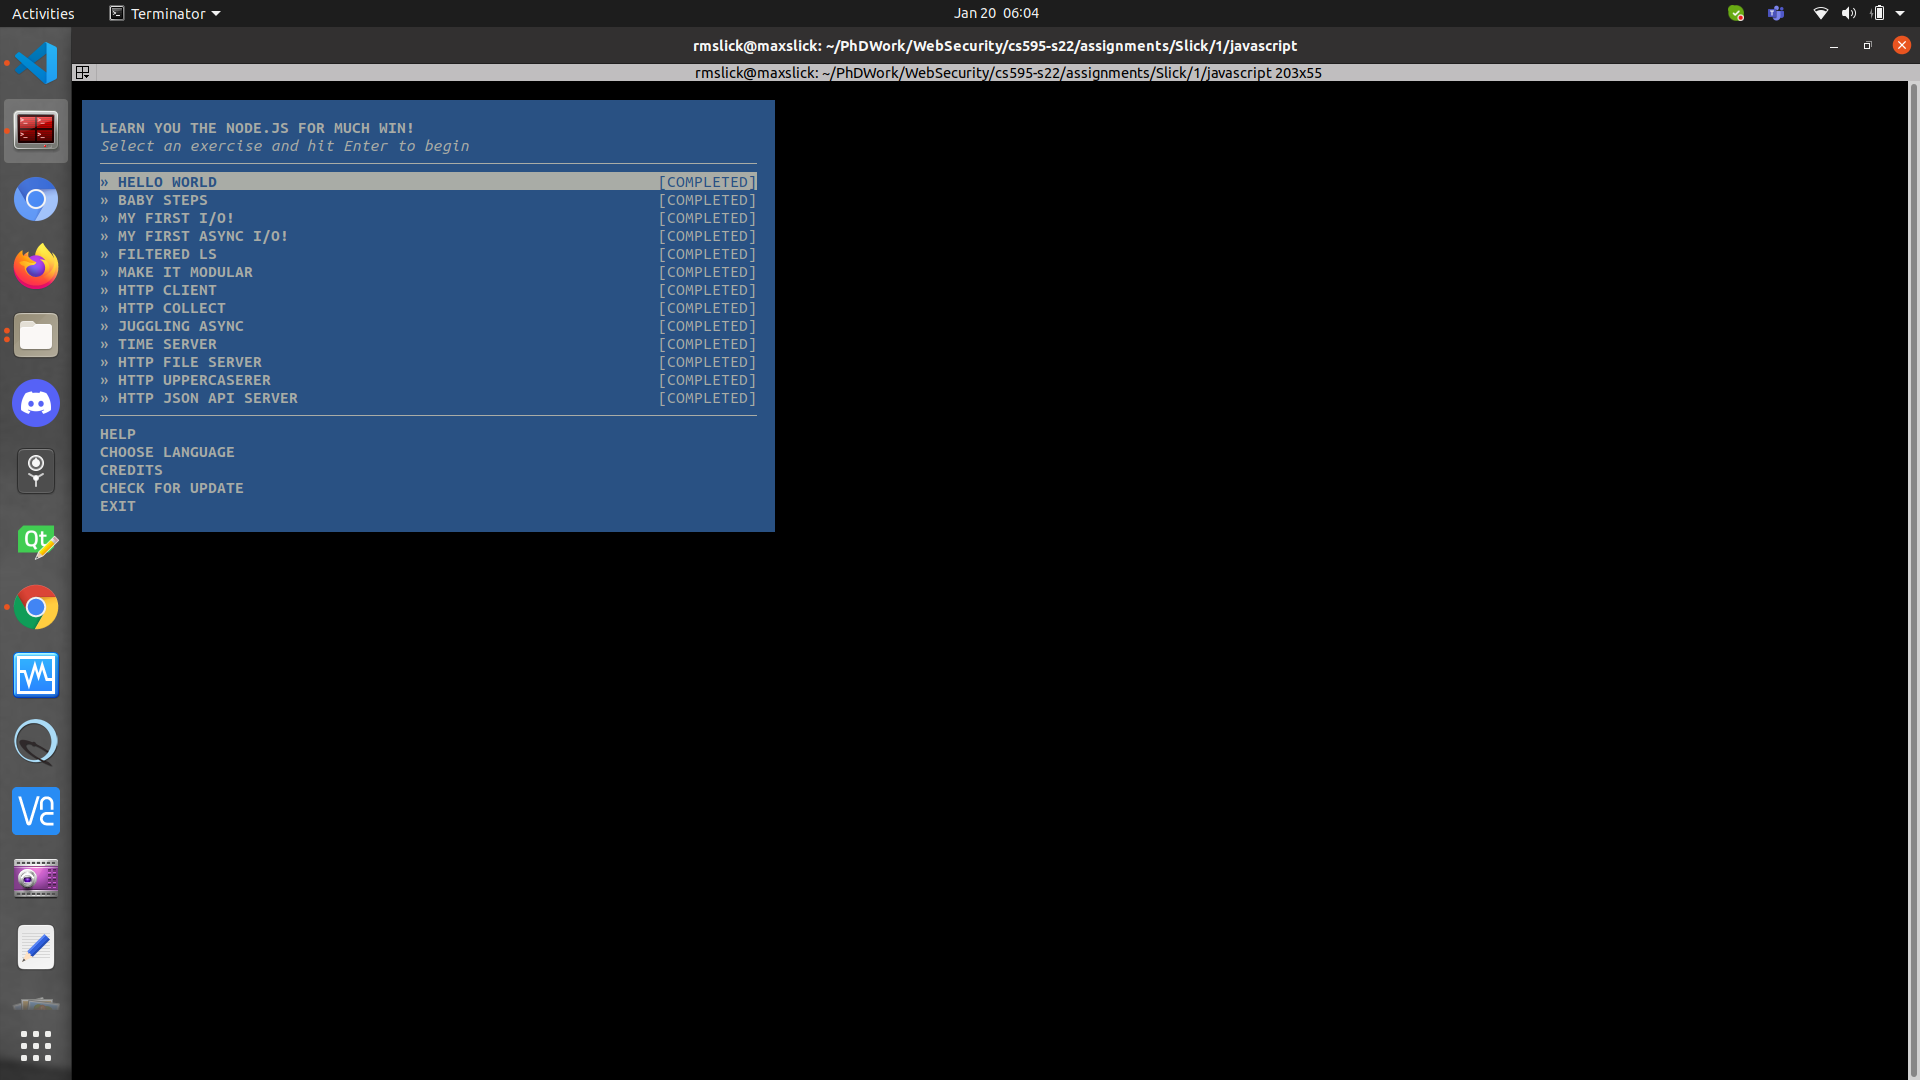 Activities
Terminator
Jan 20 06:04
rmslick@maxslick: ~/PhDWork/WebSecurity/cs595-s22/assignments/Slick/1/javascript
rmslick@maxslick: ~/PhDWork/WebSecurity/cs595-s22/assignments/Slick/1/javascript 203x55
LEARN YOU THE NODE.JS FOR MUCH WIN!
Select an exercise and hit Enter to begin
» HELLO WORLD [COMPLETED]
» BABY STEPS [COMPLETED]
» MY FIRST I/O! [COMPLETED]
» MY FIRST ASYNC I/O! [COMPLETED]
» FILTERED LS [COMPLETED]
» MAKE IT MODULAR [COMPLETED]
» HTTP CLIENT [COMPLETED]
» HTTP COLLECT [COMPLETED]
» JUGGLING ASYNC [COMPLETED]
» TIME SERVER [COMPLETED]
» HTTP FILE SERVER [COMPLETED]
» HTTP UPPERCASERER [COMPLETED]
» HTTP JSON API SERVER [COMPLETED]
HELP
CHOOSE LANGUAGE
CREDITS
CHECK FOR UPDATE
EXIT
Qt
V2